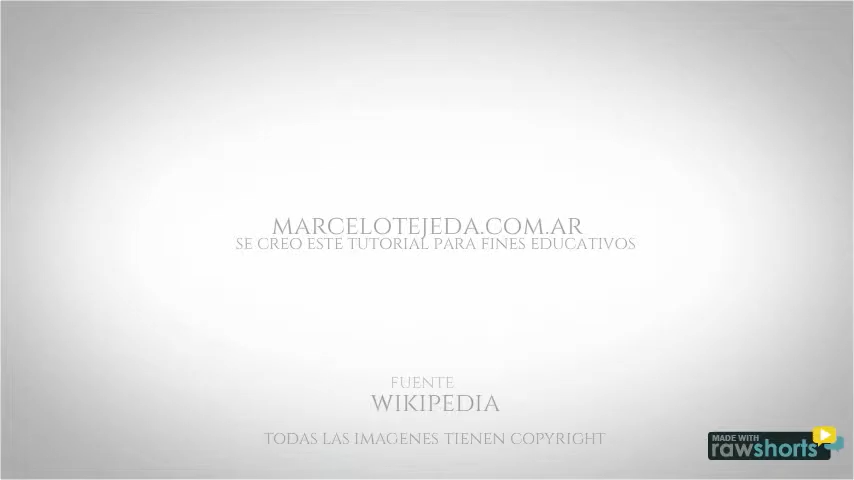 MARCELOTEJEDA.COM.AR
SE CREO ESTE TUTORIAL PARA FINES EDUCATIVOS
FUENTE
WIKIPEDIA
TODAS LAS IMAGENES TIENEN COPYRIGHT
MADE WITH
rawshorts